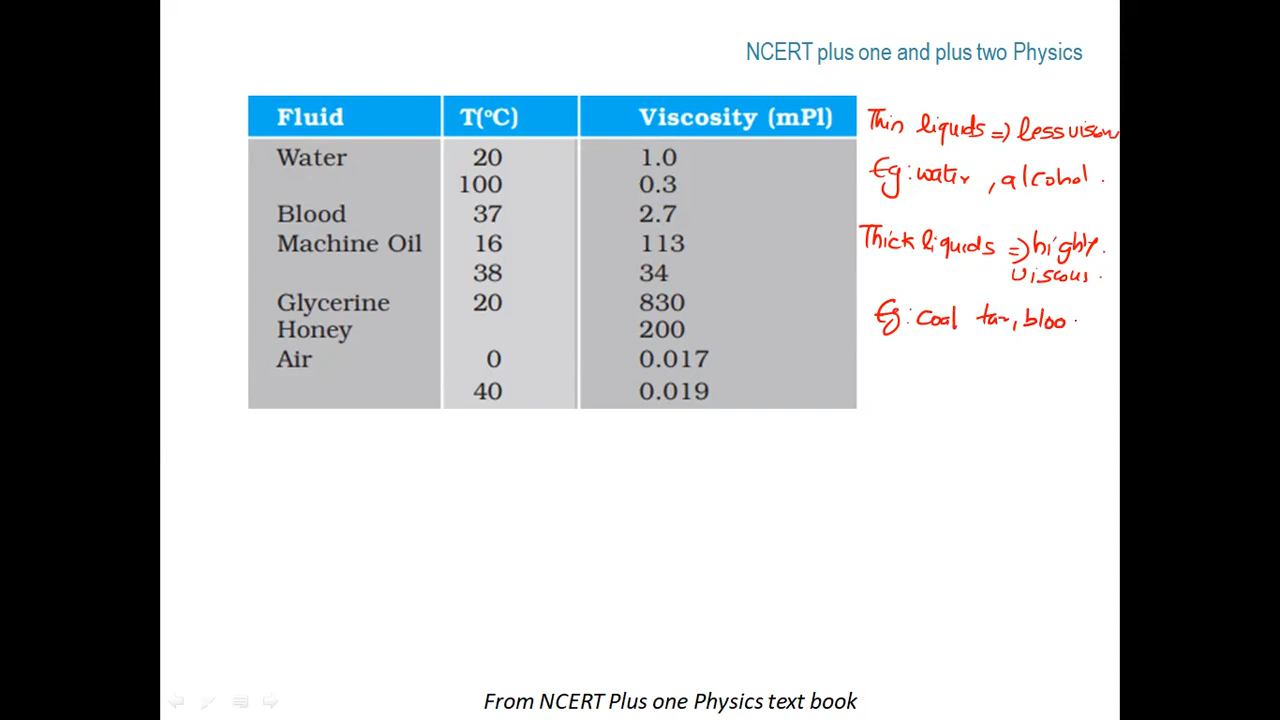 NCERT plus one and plus two Physics
Fluid T(°C) Viscosity (mPl)
Water 20 1.0
100 0.3
Blood 37 2.7
Machine Oil 16 113
38 34
Glycerine 20 830
Honey 200
Air 0 0.017
40 0.019
Thin liquids => less viscou
Eg: water, alcohol.
Thick liquids => highly
viscous.
Eg: coal tar, bloo
From NCERT Plus one Physics text book